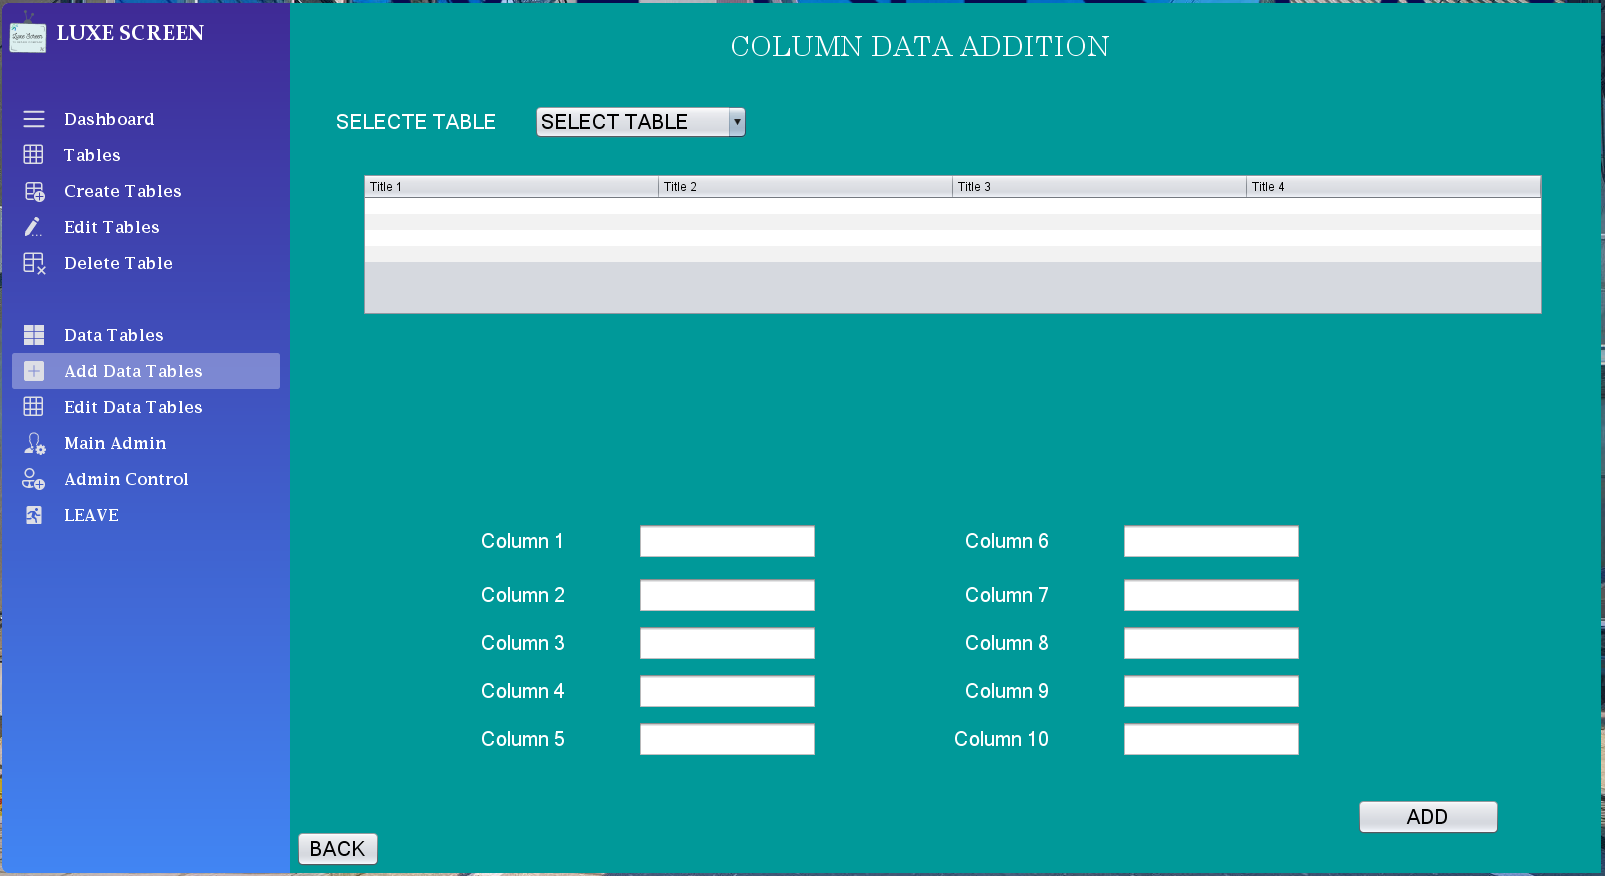 Luxe Screen
LUXE SCREEN
Dashboard
Tables
Create Tables
Edit Tables
Delete Table
Data Tables
Add Data Tables
Edit Data Tables
Main Admin
Admin Control
LEAVE
COLUMN DATA ADDITION
SELECTE TABLE SELECT TABLE
Title 1 Title 2 Title 3 Title 4
Column 1 Column 6
Column 2 Column 7
Column 3 Column 8
Column 4 Column 9
Column 5 Column 10
ADD
BACK